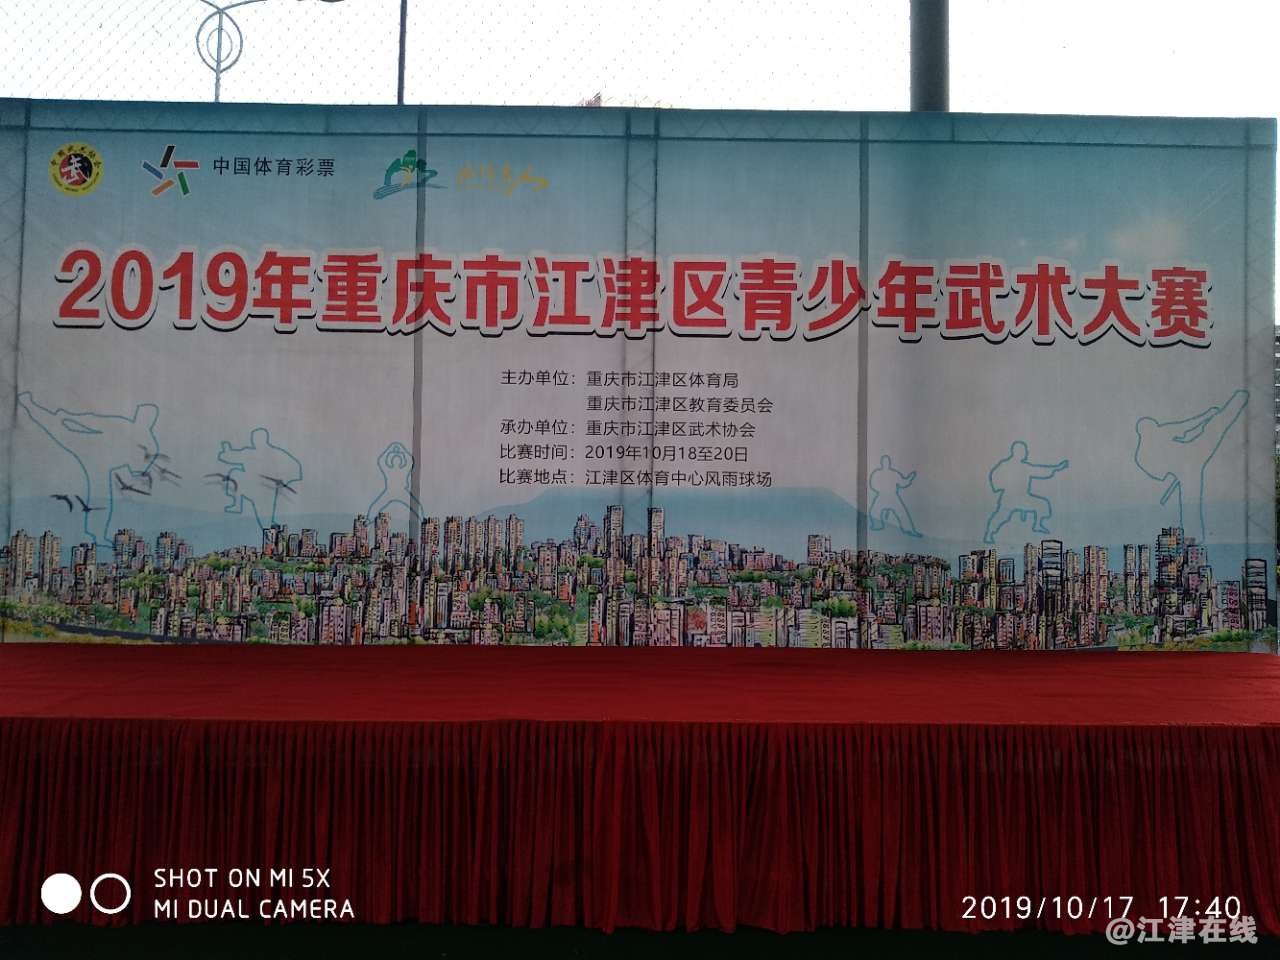 中国体育彩票
2019年重庆市江津区青少年武术大赛
主办单位：重庆市江津区体育局
重庆市江津区教育委员会
承办单位：重庆市江津区武术协会
比赛时间：2019年10月18至20日
比赛地点：江津区体育中心风雨球场
SHOT ON MI 5X
MI DUAL CAMERA
2019/10/17 17:40
@江津在线